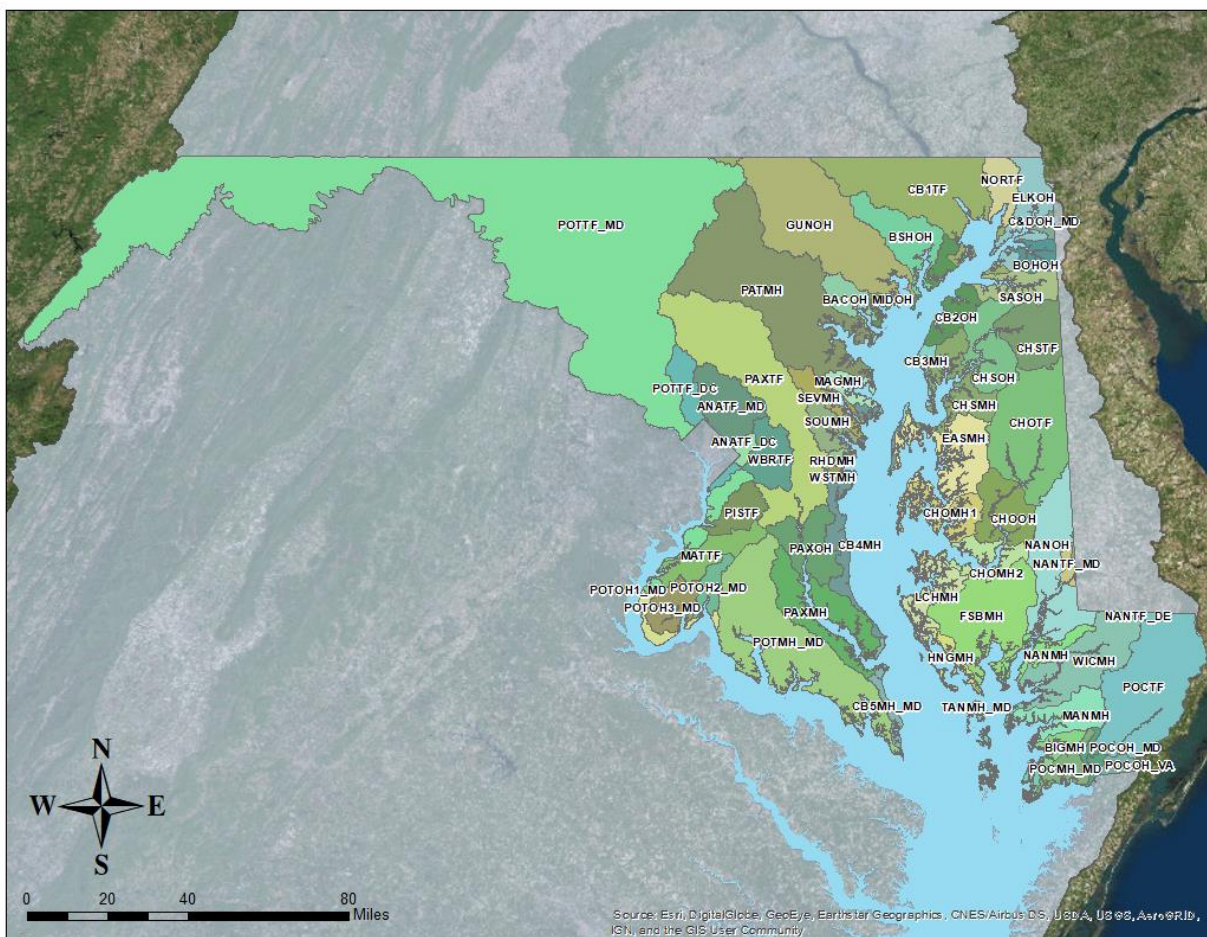 NORTF
CB1TF
ELKOH
C&DOH_MD
POTTF_MD
GUNOH
BSHOH
BOHOH
PATMH
SASOH
BACOH
MIDOH
CB2OH
CHSTF
CB3MH
POTTF_DC
PAXTF
MAGMH
CHSOH
SEVMH
ANATF_MD
CHSMH
SOUMH
CHOTF
ANATF_DC
EASMH
WBRTF
RHDMH
WSTMH
PISTF
CHOMH1
CHOOH
PAXOH
CB4MH
NANOH
MATTF
NANTF_MD
CHOMH2
POTOH1_MD
POTOH2_MD
LCHMH
POTOH3_MD
PAXMH
FSBMH
NANTF_DE
POTMH_MD
HNGMH
NANMH
WICMH
POCTF
CB5MH_MD
TANMH_MD
MANMH
BIGMH
POCOH_MD
POCMH_MD
POCOH_VA
N
W
E
S
0 20 40 80
Miles
Source: Esri, DigitalGlobe, GeoEye, Earthstar Geographics, CNES/Airbus DS, USDA, USGS, AeroGRID,
IGN, and the GIS User Community